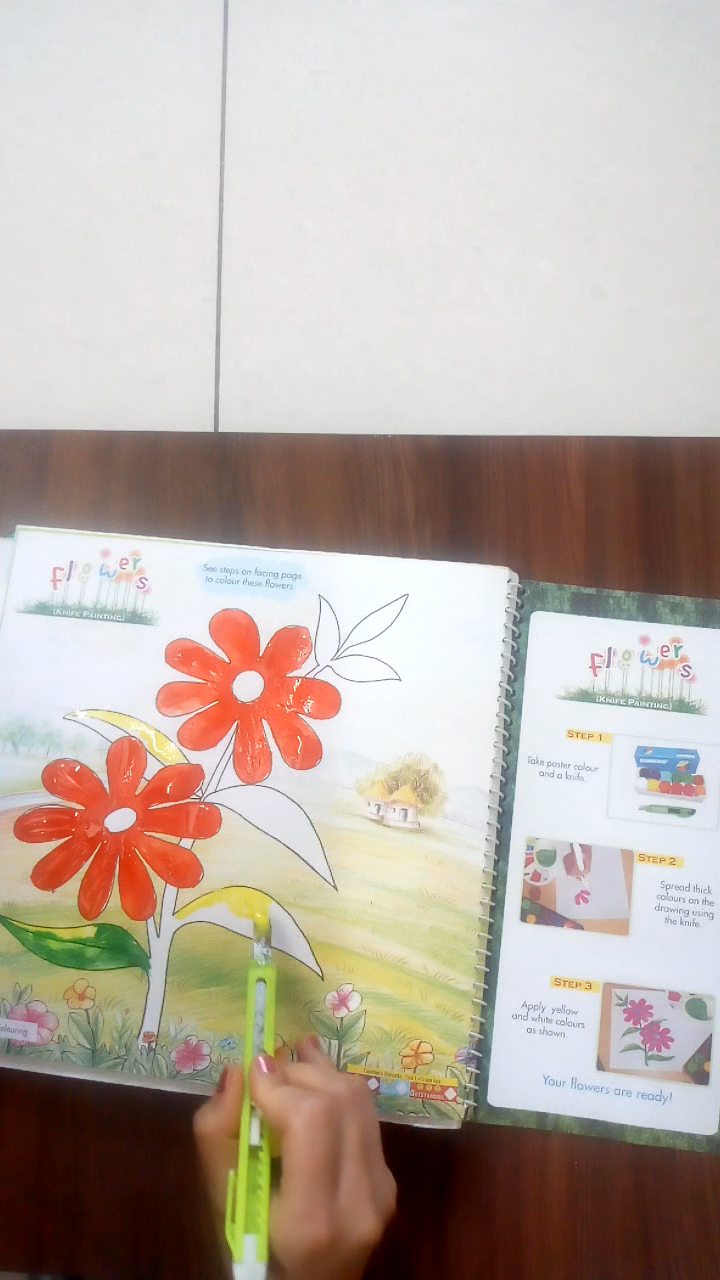 flowers
[KNIFE PAINTING]
See steps on facing page
to colour these flowers.
olouring
flowers
[KNIFE PAINTING]
STEP 1
Take poster colour
and a knife.
STEP 2
Spread thick
colours on the
drawing using
the knife.
STEP 3
Apply yellow
and white colours
as shown.
Your flowers are ready!